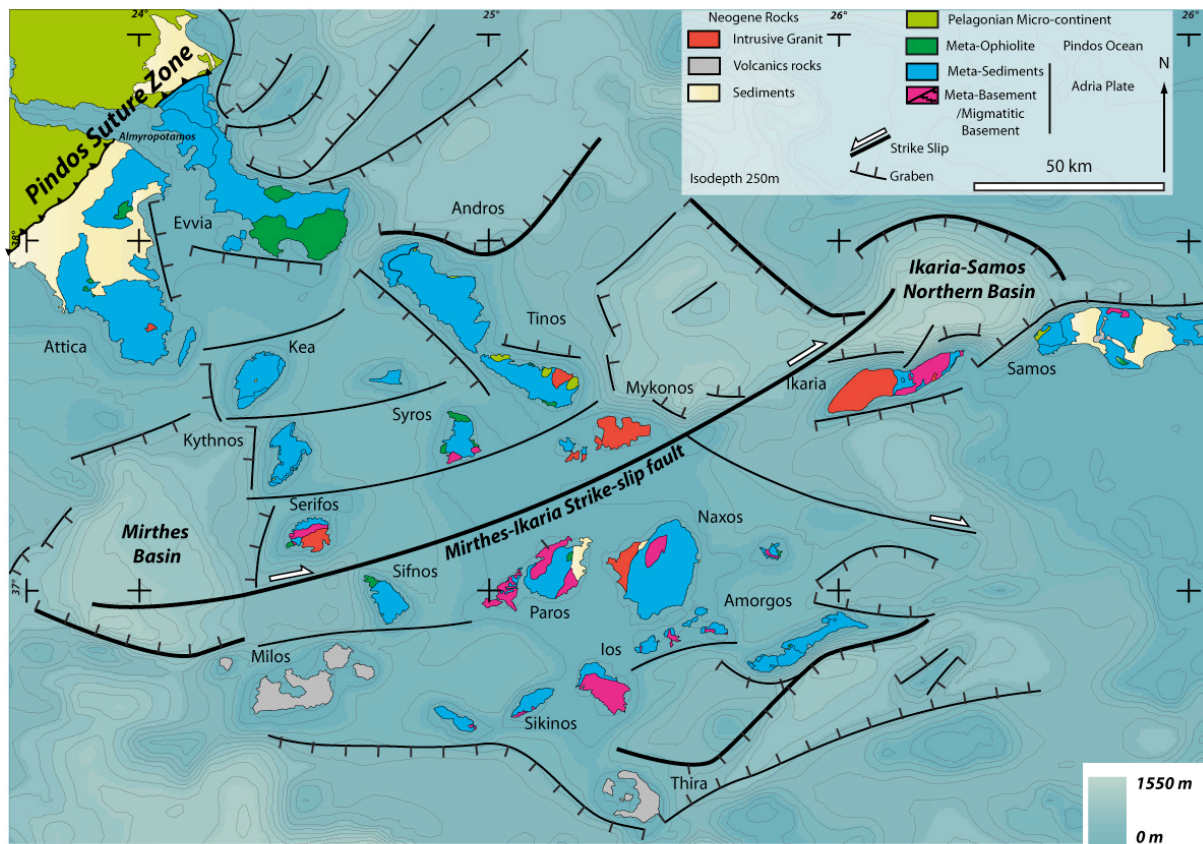 24°
25°
26°
26°
Neogene Rocks
Intrusive Granit
Volcanics rocks
Sediments
Pelagonian Micro-continent
Meta-Ophiolite
Pindos Ocean
Meta-Sediments
Meta-Basement
/Migmatitic
Basement
Adria Plate
N
Strike Slip
Graben
Isodepth 250m
50 km
Pindos Suture Zone
Almyropotamos
Evvia
38°
Andros
Ikaria-Samos
Northern Basin
Attica
Kea
Tinos
Mykonos
Ikaria
Samos
Syros
Kythnos
Mirthes-Ikaria Strike-slip fault
Serifos
Mirthes
Basin
Naxos
37°
Sifnos
Paros
Amorgos
Milos
Ios
Sikinos
Thira
1550 m
0 m